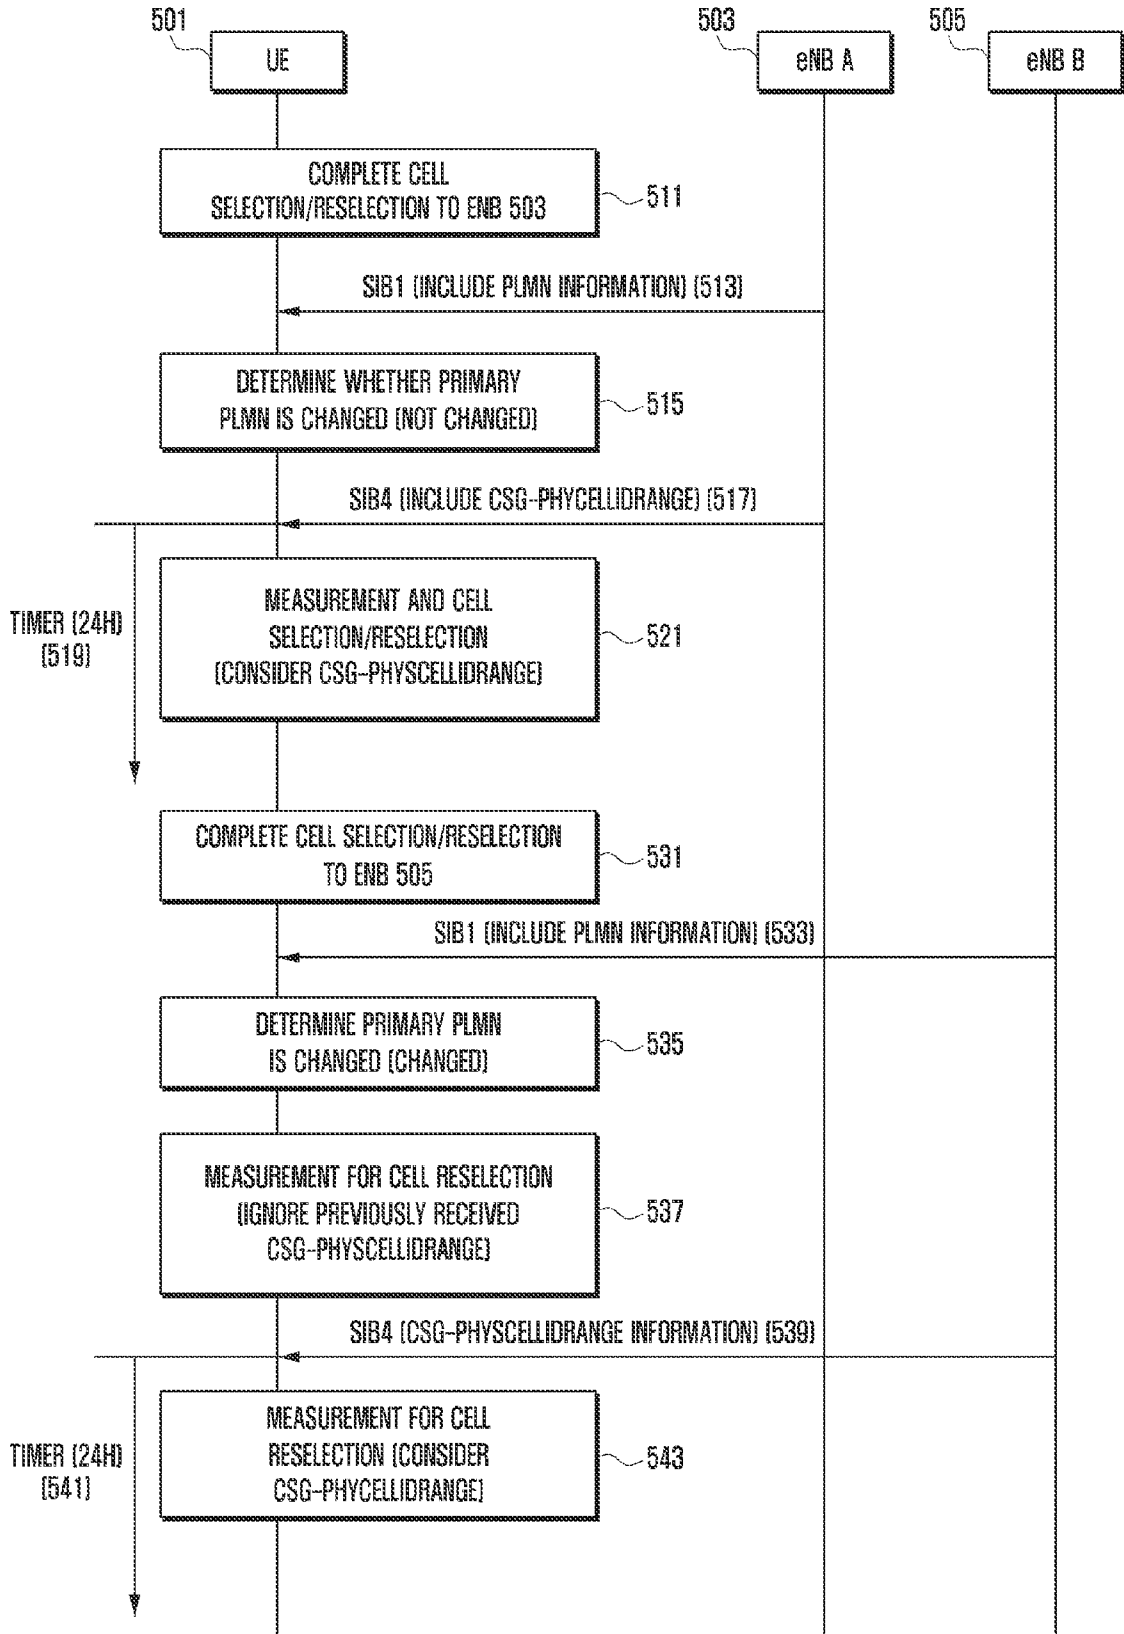 501
503
505
UE
eNB A
eNB B
COMPLETE CELL
SELECTION/RESELECTION TO ENB 503
511
SIB1 (INCLUDE PLMN INFORMATION) (513)
DETERMINE WHETHER PRIMARY
PLMN IS CHANGED (NOT CHANGED)
515
SIB4 (INCLUDE CSG-PHYCELLIDRANGE) (517)
TIMER (24H)
(519)
MEASUREMENT AND CELL
SELECTION/RESELECTION
(CONSIDER CSG-PHYSCELLIDRANGE)
521
COMPLETE CELL SELECTION/RESELECTION
TO ENB 505
531
SIB1 (INCLUDE PLMN INFORMATION) (533)
DETERMINE PRIMARY PLMN
IS CHANGED (CHANGED)
535
MEASUREMENT FOR CELL RESELECTION
(IGNORE PREVIOUSLY RECEIVED
CSG-PHYSCELLIDRANGE)
537
SIB4 (CSG-PHYSCELLIDRANGE INFORMATION) (539)
TIMER (24H)
(541)
MEASUREMENT FOR CELL
RESELECTION (CONSIDER
CSG-PHYCELLIDRANGE)
543